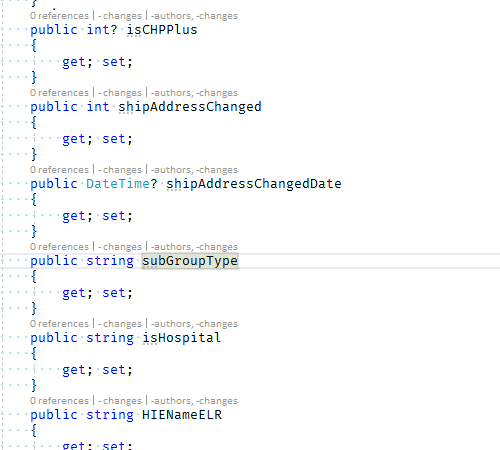 }
0 references | - changes | -authors, -changes
public int? isCHPPlus
{
get; set;
}
0 references | - changes | -authors, -changes
public int shipAddressChanged
{
get; set;
}
0 references | - changes | -authors, -changes
public DateTime? shipAddressChangedDate
{
get; set;
}
0 references | - changes | -authors, -changes
public string subGroupType
{
get; set;
}
0 references | - changes | -authors, -changes
public string isHospital
{
get; set;
}
0 references | - changes | -authors, -changes
public string HIENameELR
{
get; set;